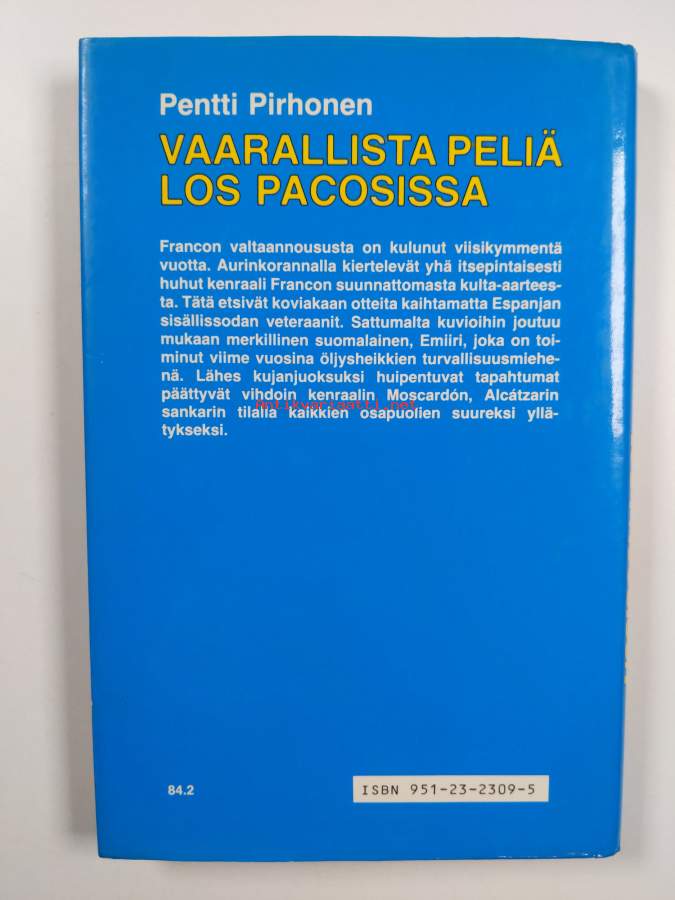 Pentti Pirhonen
VAARALLISTA PELIÄ
LOS PACOSISSA
Francon valtaannoususta on kulunut viisikymmentä
vuotta. Aurinkorannalla kiertelevät yhä itsepintaisesti
huhut kenraali Francon suunnattomasta kulta-aartees-
ta. Tätä etsivät koviakaan otteita kaihtamatta Espanjan
sisällissodan veteraanit. Sattumalta kuvioihin joutuu
mukaan merkillinen suomalainen, Emiiri, joka on toi-
minut viime vuosina öljysheikkien turvallisuusmiehe-
nä. Lähes kujanjuoksuksi huipentuvat tapahtumat
päättyvät vihdoin kenraalin Moscardón, Alcátzarin
Antikvariaatti.net
sankarin tilalla kaikkien osapuolien suureksi yllä-
tykseksi.
84.2
ISBN 951-23-2309-5